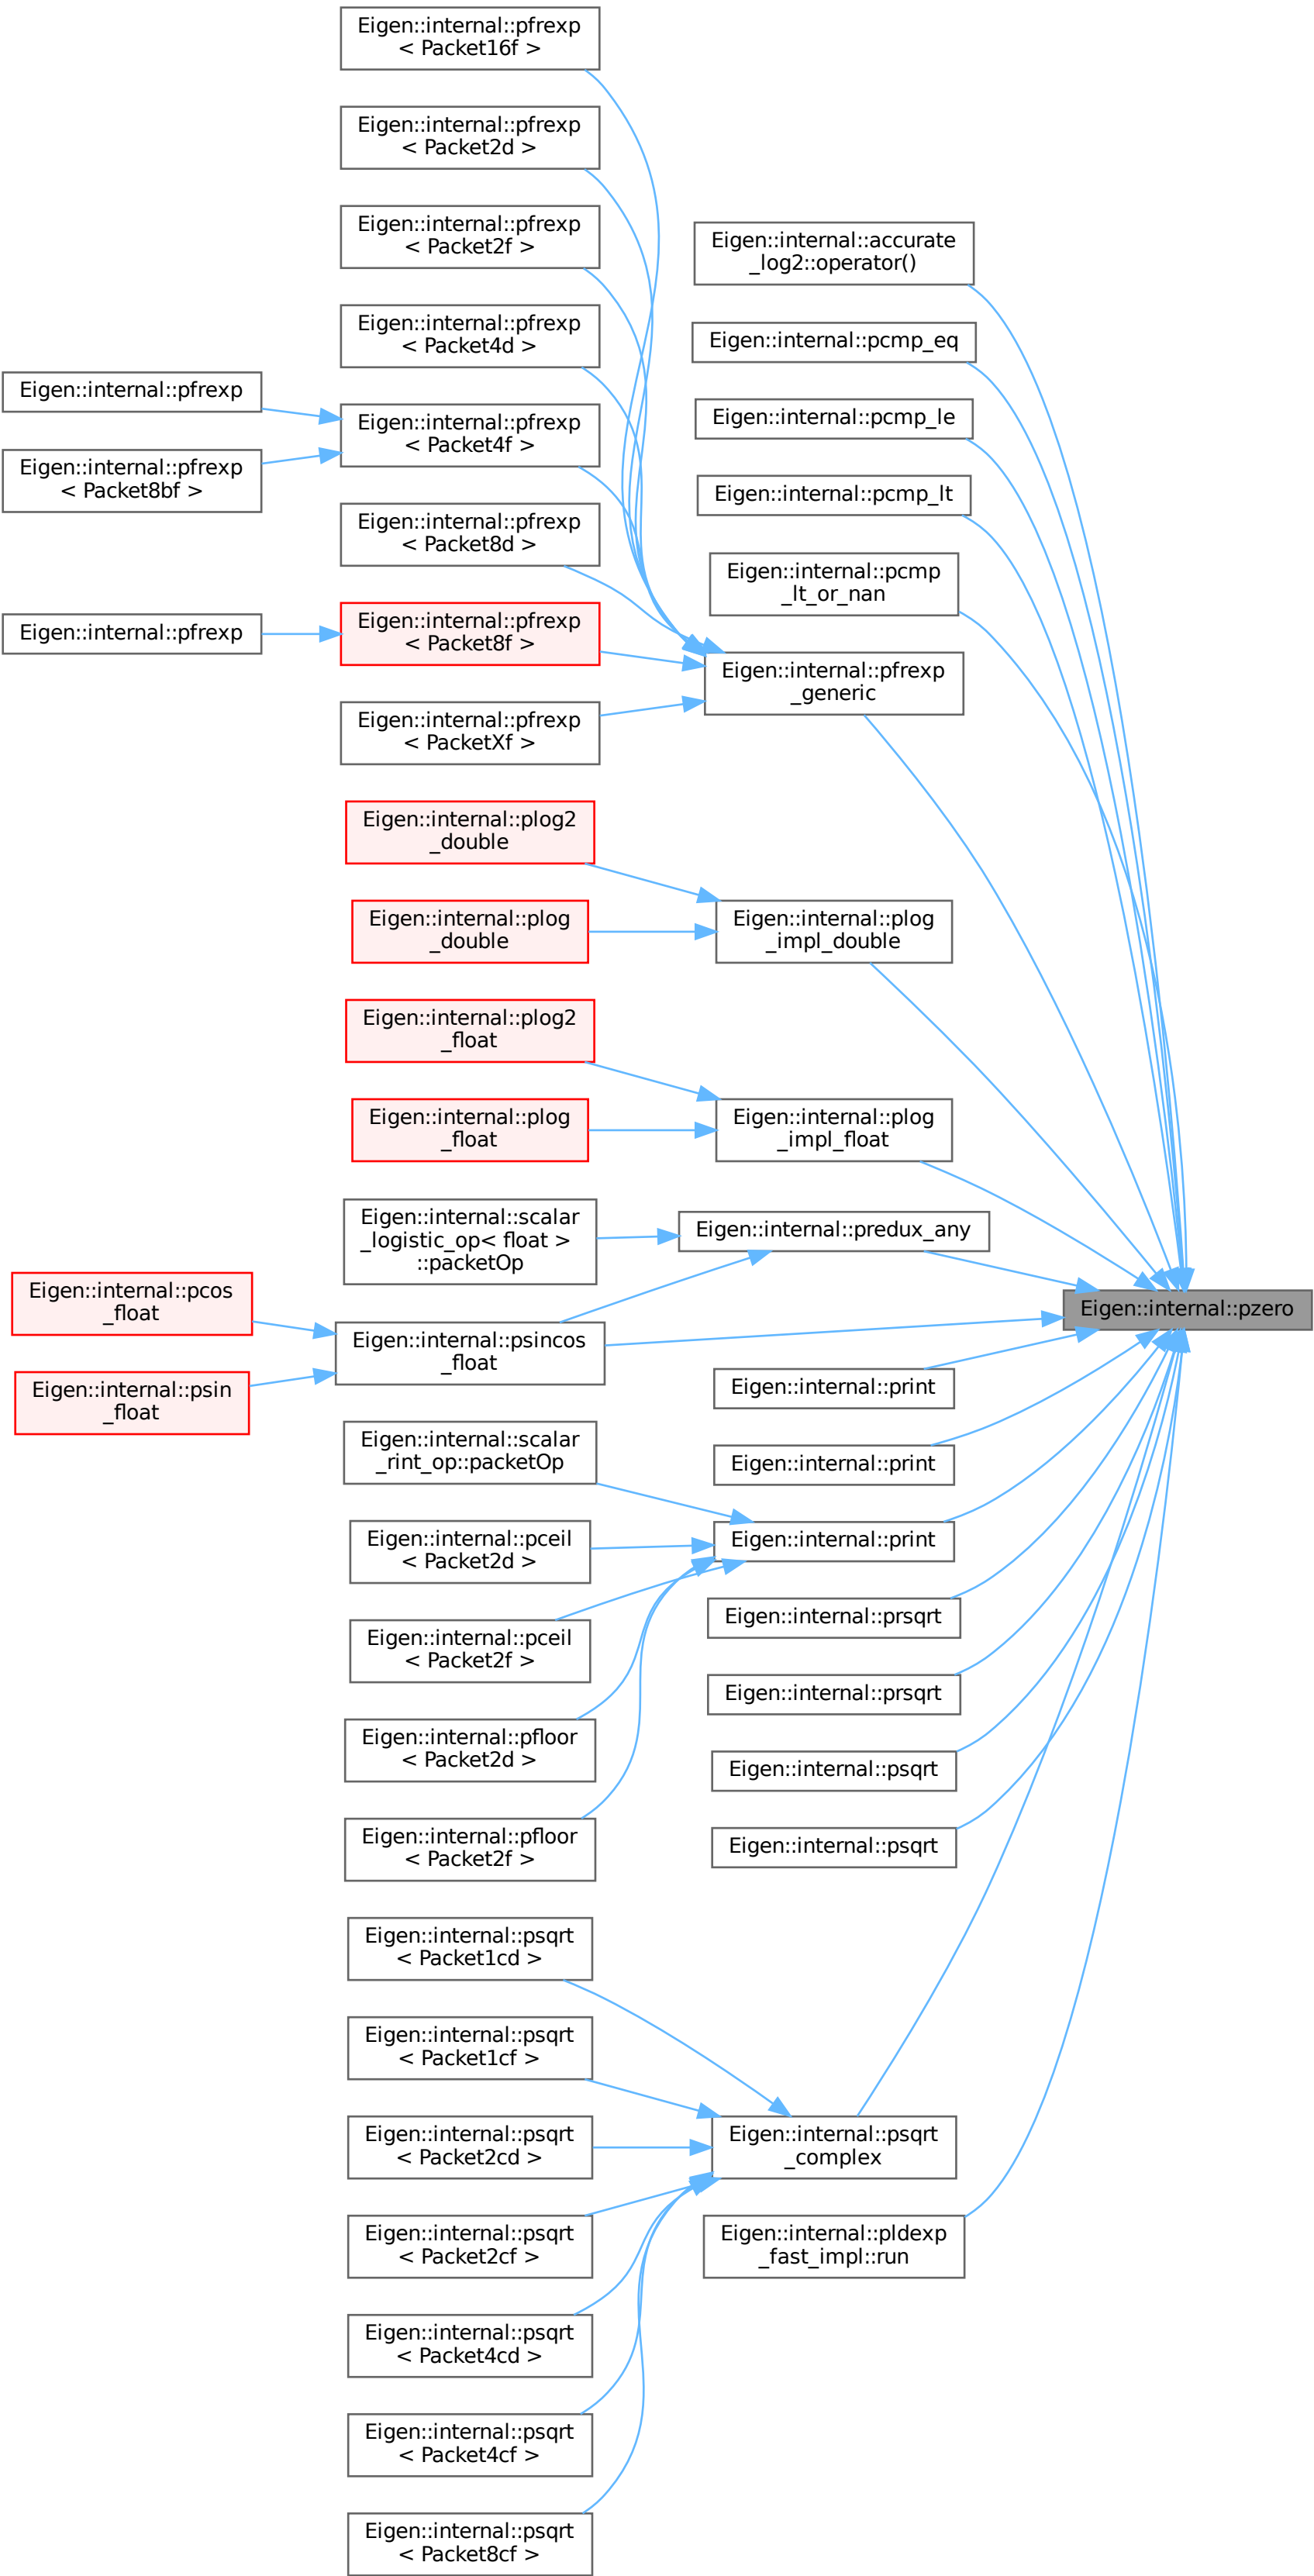 Eigen::internal::pfrexp
< Packet16f >
Eigen::internal::pfrexp
< Packet2d >
Eigen::internal::pfrexp
< Packet2f >
Eigen::internal::pfrexp
< Packet4d >
Eigen::internal::pfrexp
Eigen::internal::pfrexp
< Packet8bf >
Eigen::internal::pfrexp
< Packet4f >
Eigen::internal::pfrexp
< Packet8d >
Eigen::internal::pfrexp
Eigen::internal::pfrexp
< Packet8f >
Eigen::internal::pfrexp
< PacketXf >
Eigen::internal::accurate
_log2::operator()
Eigen::internal::pcmp_eq
Eigen::internal::pcmp_le
Eigen::internal::pcmp_lt
Eigen::internal::pcmp
_lt_or_nan
Eigen::internal::pfrexp
_generic
Eigen::internal::plog2
_double
Eigen::internal::plog
_double
Eigen::internal::plog
_impl_double
Eigen::internal::plog2
_float
Eigen::internal::plog
_float
Eigen::internal::plog
_impl_float
Eigen::internal::scalar
_logistic_op< float >
::packetOp
Eigen::internal::predux_any
Eigen::internal::pcos
_float
Eigen::internal::psin
_float
Eigen::internal::psincos
_float
Eigen::internal::pzero
Eigen::internal::print
Eigen::internal::print
Eigen::internal::scalar
_rint_op::packetOp
Eigen::internal::pceil
< Packet2d >
Eigen::internal::pceil
< Packet2f >
Eigen::internal::pfloor
< Packet2d >
Eigen::internal::pfloor
< Packet2f >
Eigen::internal::print
Eigen::internal::prsqrt
Eigen::internal::prsqrt
Eigen::internal::psqrt
Eigen::internal::psqrt
Eigen::internal::psqrt
< Packet1cd >
Eigen::internal::psqrt
< Packet1cf >
Eigen::internal::psqrt
< Packet2cd >
Eigen::internal::psqrt
< Packet2cf >
Eigen::internal::psqrt
< Packet4cd >
Eigen::internal::psqrt
< Packet4cf >
Eigen::internal::psqrt
< Packet8cf >
Eigen::internal::psqrt
_complex
Eigen::internal::pldexp
_fast_impl::run